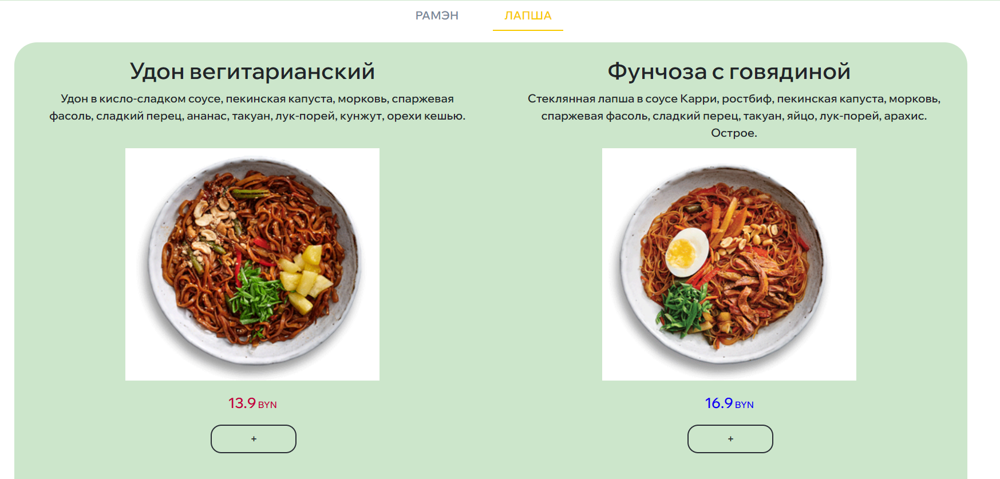 РАМЭН
ЛАПША
Удон вегитарианский
Удон в кисло-сладком соусе, пекинская капуста, морковь, спаржевая
фасоль, сладкий перец, ананас, такуан, лук-порей, кунжут, орехи кешью.
13.9 BYN
+
Фунчоза с говядиной
Стеклянная лапша в соусе Карри, ростбиф, пекинская капуста, морковь,
спаржевая фасоль, сладкий перец, такуан, яйцо, лук-порей, арахис.
Острое.
16.9 BYN
+